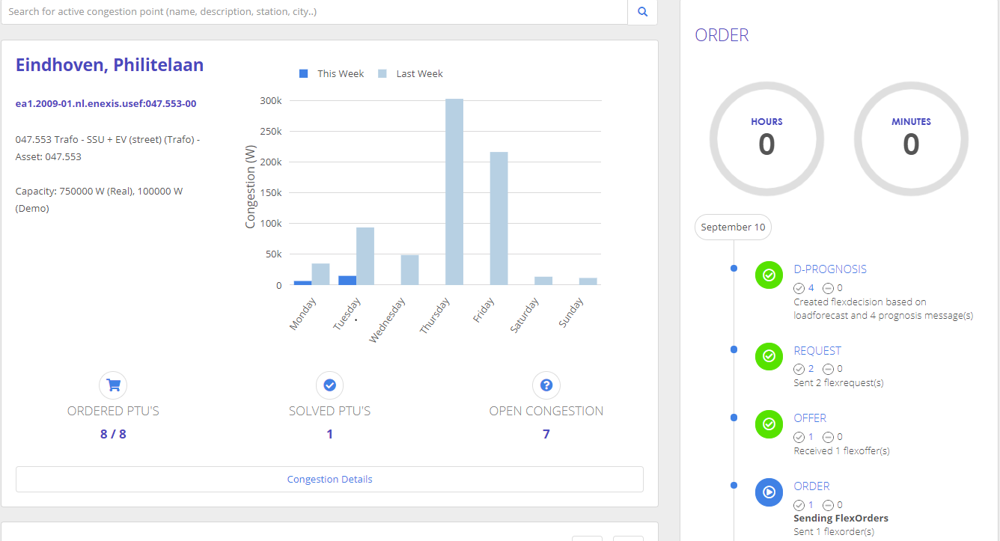 Search for active congestion point (name, description, station, city..)
Eindhoven, Philitelaan
ea1.2009-01.nl.enexis.usef:047.553-00
047.553 Trafo - SSU + EV (street) (Trafo) -
Asset: 047.553
Capacity: 750000 W (Real), 100000 W
(Demo)
This Week
Last Week
Congestion (W)
300k
250k
200k
150k
100k
50k
0
Monday
Tuesday
Wednesday
Thursday
Friday
Saturday
Sunday
ORDERED PTU'S
8 / 8
SOLVED PTU'S
1
OPEN CONGESTION
7
Congestion Details
ORDER
HOURS
0
MINUTES
0
September 10
D-PROGNOSIS
4 0
Created flexdecision based on
loadforecast and 4 prognosis message(s)
REQUEST
2 0
Sent 2 flexrequest(s)
OFFER
1 0
Received 1 flexoffer(s)
ORDER
1 0
Sending FlexOrders
Sent 1 flexorder(s)